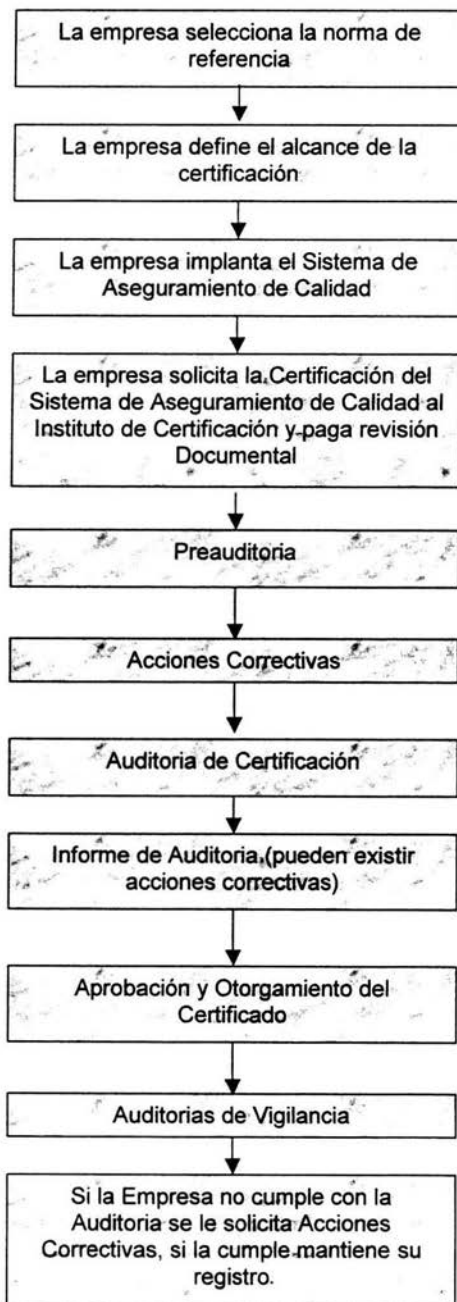 La empresa selecciona la norma de
referencia
La empresa define el alcance de la
certificación
La empresa implanta el Sistema de
Aseguramiento de Calidad
La empresa solicita la Certificación del
Sistema de Aseguramiento de Calidad al
Instituto de Certificación y paga revisión
Documental
Preauditoria
Acciones Correctivas
Auditoria de Certificación
Informe de Auditoria (pueden existir
acciones correctivas)
Aprobación y Otorgamiento del
Certificado
Auditorias de Vigilancia
Si la Empresa no cumple con la
Auditoria se le solicita Acciones
Correctivas, si la cumple mantiene su
registro.